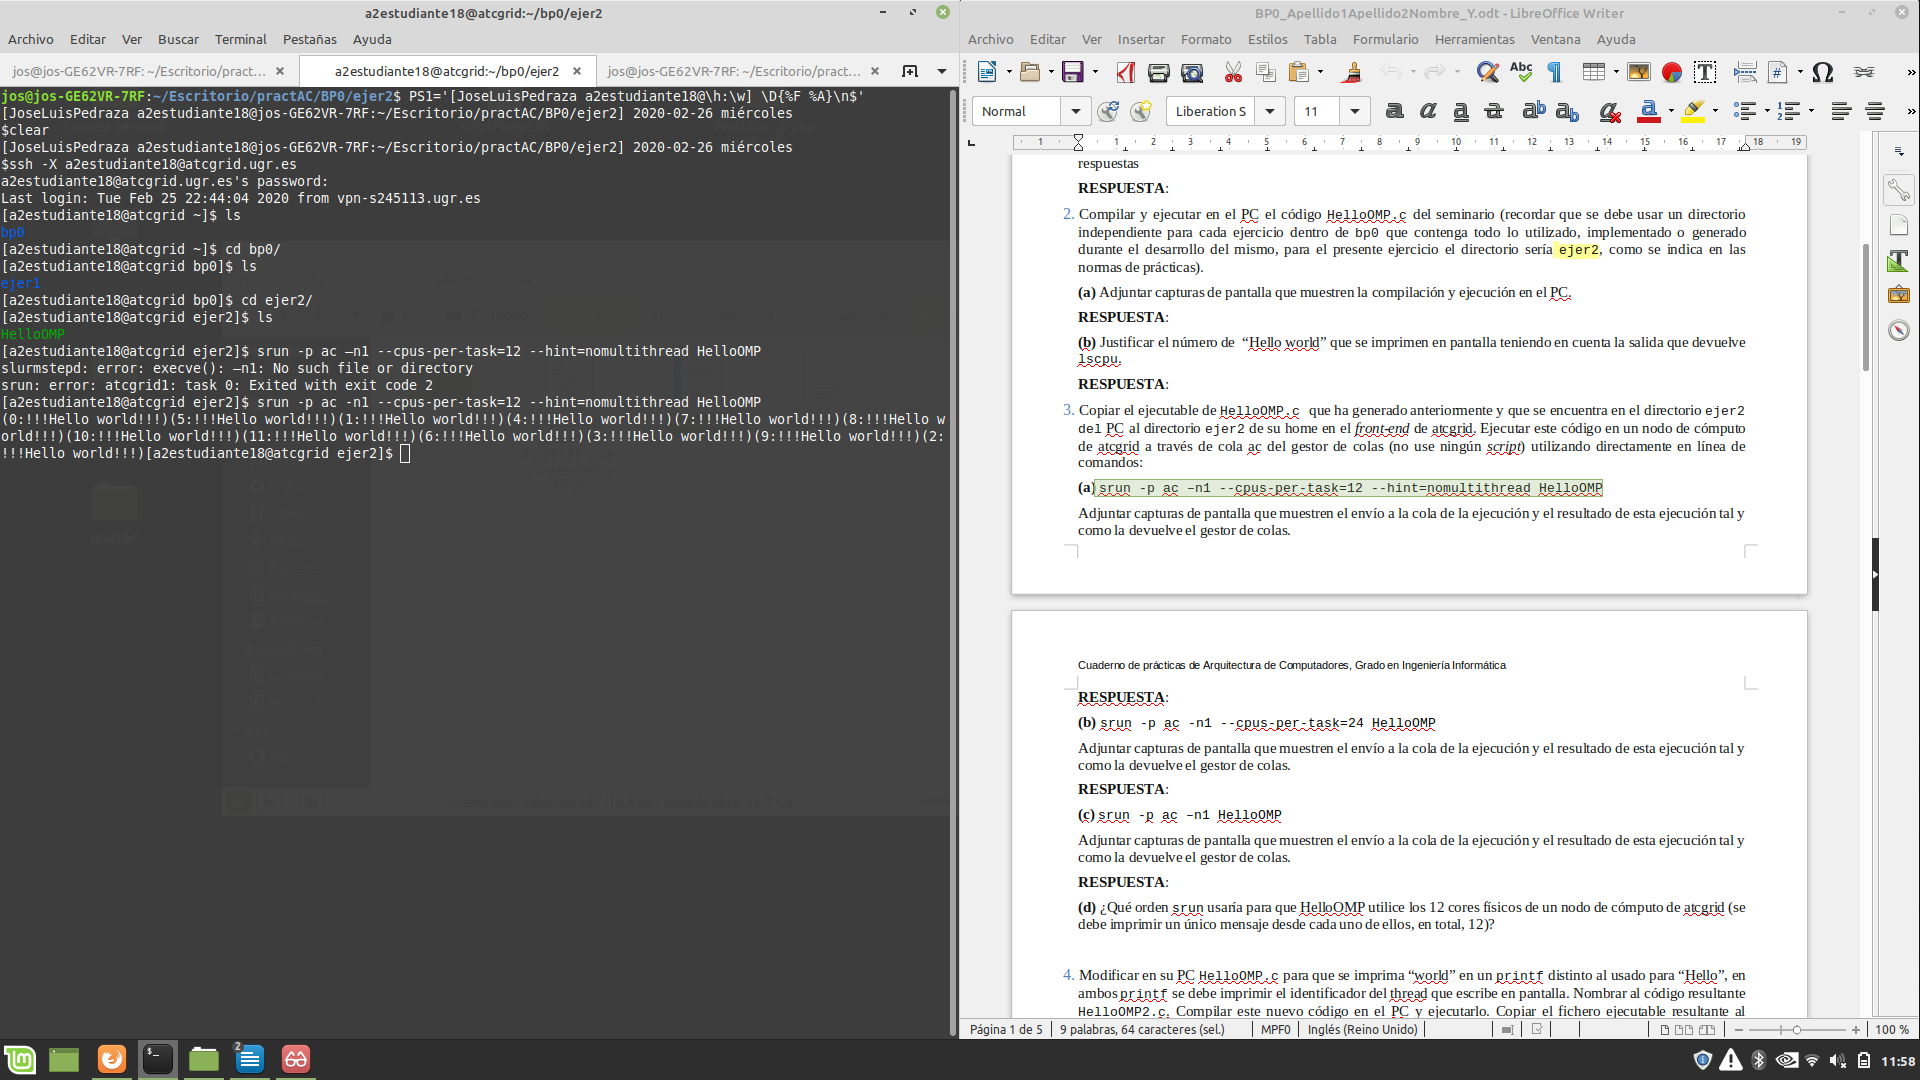 a2estudiante18@atcgrid:~/bp0/ejer2
Archivo Editar Ver Buscar Terminal Pestañas Ayuda
jos@jos-GE62VR-7RF: ~/Escritorio/pract… × a2estudiante18@atcgrid:~/bp0/ejer2 × jos@jos-GE62VR-7RF: ~/Escritorio/pract… ×
jos@jos-GE62VR-7RF:~/Escritorio/practAC/BP0/ejer2$ PS1='[JoseLuisPedraza a2estudiante18@\h:\w] \D{%F %A}\n$'
[JoseLuisPedraza a2estudiante18@jos-GE62VR-7RF:~/Escritorio/practAC/BP0/ejer2] 2020-02-26 miércoles
$clear
[JoseLuisPedraza a2estudiante18@jos-GE62VR-7RF:~/Escritorio/practAC/BP0/ejer2] 2020-02-26 miércoles
$ssh -X a2estudiante18@atcgrid.ugr.es
a2estudiante18@atcgrid.ugr.es's password:
Last login: Tue Feb 25 22:44:04 2020 from vpn-s245113.ugr.es
[a2estudiante18@atcgrid ~]$ ls
bp0
[a2estudiante18@atcgrid ~]$ cd bp0/
[a2estudiante18@atcgrid bp0]$ ls
ejer1
[a2estudiante18@atcgrid bp0]$ cd ejer2/
[a2estudiante18@atcgrid ejer2]$ ls
HelloOMP
[a2estudiante18@atcgrid ejer2]$ srun -p ac –n1 --cpus-per-task=12 --hint=nomultithread HelloOMP
slurmstepd: error: execve(): –n1: No such file or directory
srun: error: atcgrid1: task 0: Exited with exit code 2
[a2estudiante18@atcgrid ejer2]$ srun -p ac -n1 --cpus-per-task=12 --hint=nomultithread HelloOMP
(0:!!!Hello world!!!)(5:!!!Hello world!!!)(1:!!!Hello world!!!)(4:!!!Hello world!!!)(7:!!!Hello world!!!)(8:!!!Hello w
orld!!!)(10:!!!Hello world!!!)(11:!!!Hello world!!!)(6:!!!Hello world!!!)(3:!!!Hello world!!!)(9:!!!Hello world!!!)(2:
!!!Hello world!!!)[a2estudiante18@atcgrid ejer2]$
BP0_Apellido1Apellido2Nombre_Y.odt - LibreOffice Writer
Archivo Editar Ver Insertar Formato Estilos Tabla Formulario Herramientas Ventana Ayuda
Normal Liberation S 11
1 1 2 3 4 5 6 7 8 9 10 11 12 13 14 15 16 17 18 19
respuestas
RESPUESTA:
2. Compilar y ejecutar en el PC el código HelloOMP.c del seminario (recordar que se debe usar un directorio
independiente para cada ejercicio dentro de bp0 que contenga todo lo utilizado, implementado o generado
durante el desarrollo del mismo, para el presente ejercicio el directorio sería ejer2, como se indica en las
normas de prácticas).
(a) Adjuntar capturas de pantalla que muestren la compilación y ejecución en el PC.
RESPUESTA:
(b) Justificar el número de “Hello world” que se imprimen en pantalla teniendo en cuenta la salida que devuelve
lscpu.
RESPUESTA:
3. Copiar el ejecutable de HelloOMP.c que ha generado anteriormente y que se encuentra en el directorio ejer2
del PC al directorio ejer2 de su home en el front-end de atcgrid. Ejecutar este código en un nodo de cómputo
de atcgrid a través de cola ac del gestor de colas (no use ningún script) utilizando directamente en línea de
comandos:
(a) srun -p ac –n1 --cpus-per-task=12 --hint=nomultithread HelloOMP
Adjuntar capturas de pantalla que muestren el envío a la cola de la ejecución y el resultado de esta ejecución tal y
como la devuelve el gestor de colas.
Cuaderno de prácticas de Arquitectura de Computadores, Grado en Ingeniería Informática
RESPUESTA:
(b) srun -p ac -n1 --cpus-per-task=24 HelloOMP
Adjuntar capturas de pantalla que muestren el envío a la cola de la ejecución y el resultado de esta ejecución tal y
como la devuelve el gestor de colas.
RESPUESTA:
(c) srun -p ac –n1 HelloOMP
Adjuntar capturas de pantalla que muestren el envío a la cola de la ejecución y el resultado de esta ejecución tal y
como la devuelve el gestor de colas.
RESPUESTA:
(d) ¿Qué orden srun usaría para que HelloOMP utilice los 12 cores físicos de un nodo de cómputo de atcgrid (se
debe imprimir un único mensaje desde cada uno de ellos, en total, 12)?
4. Modificar en su PC HelloOMP.c para que se imprima “world” en un printf distinto al usado para “Hello”, en
ambos printf se debe imprimir el identificador del thread que escribe en pantalla. Nombrar al código resultante
HelloOMP2.c. Compilar este nuevo código en el PC y ejecutarlo. Copiar el fichero ejecutable resultante al
Página 1 de 5 9 palabras, 64 caracteres (sel.) MPF0 Inglés (Reino Unido) 100 %
2
11:58